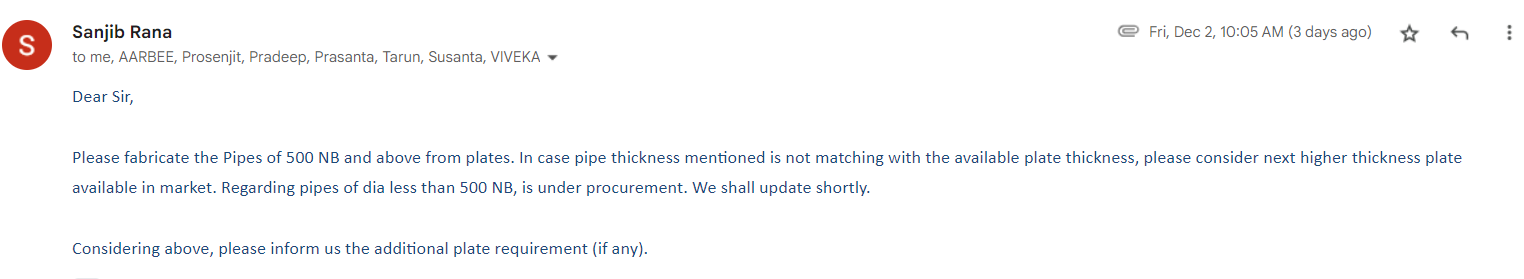 S
Sanjib Rana
Fri, Dec 2, 10:05 AM (3 days ago)
to me, AARBEE, Prosenjit, Pradeep, Prasanta, Tarun, Susanta, VIVEKA
Dear Sir,
Please fabricate the Pipes of 500 NB and above from plates. In case pipe thickness mentioned is not matching with the available plate thickness, please consider next higher thickness plate
available in market. Regarding pipes of dia less than 500 NB, is under procurement. We shall update shortly.
Considering above, please inform us the additional plate requirement (if any).